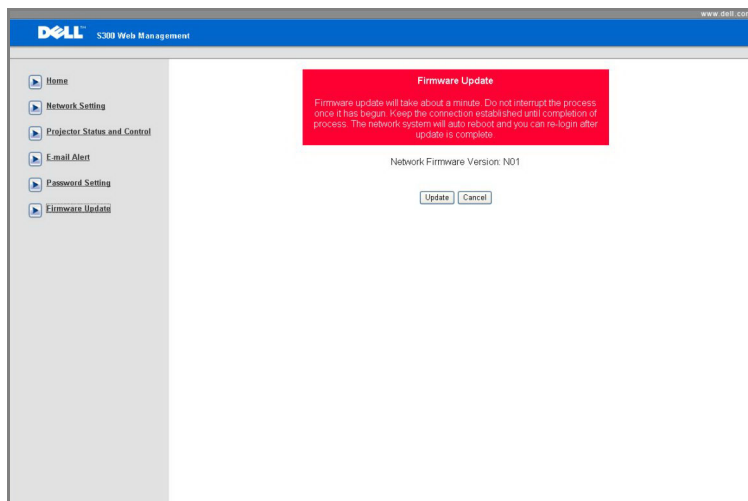 www.dell.com
DELL™ S300 Web Management
Home
Network Setting
Projector Status and Control
E-mail Alert
Password Setting
Firmware Update
Firmware Update
Firmware update will take about a minute. Do not interrupt the process
once it has begun. Keep the connection established until completion of
process. The network system will auto reboot and you can re-login after
update is complete.
Network Firmware Version: N01
Update Cancel